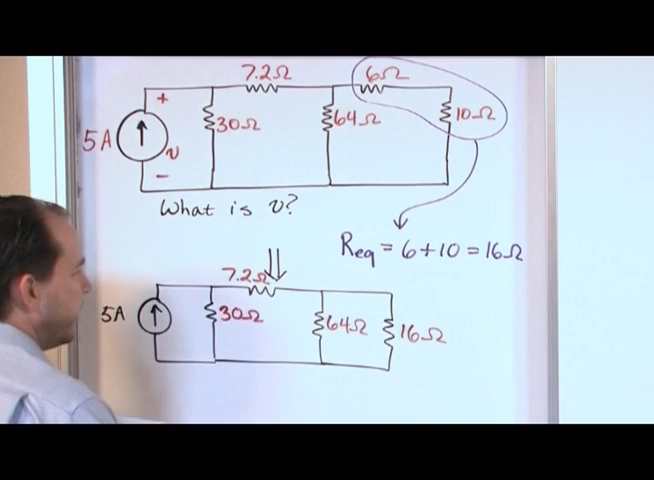 7.2Ω 6Ω
+
5A 30Ω 64Ω 10Ω
v
−
What is v?
Req = 6+10 = 16Ω
7.2Ω
5A 30Ω 64Ω 16Ω